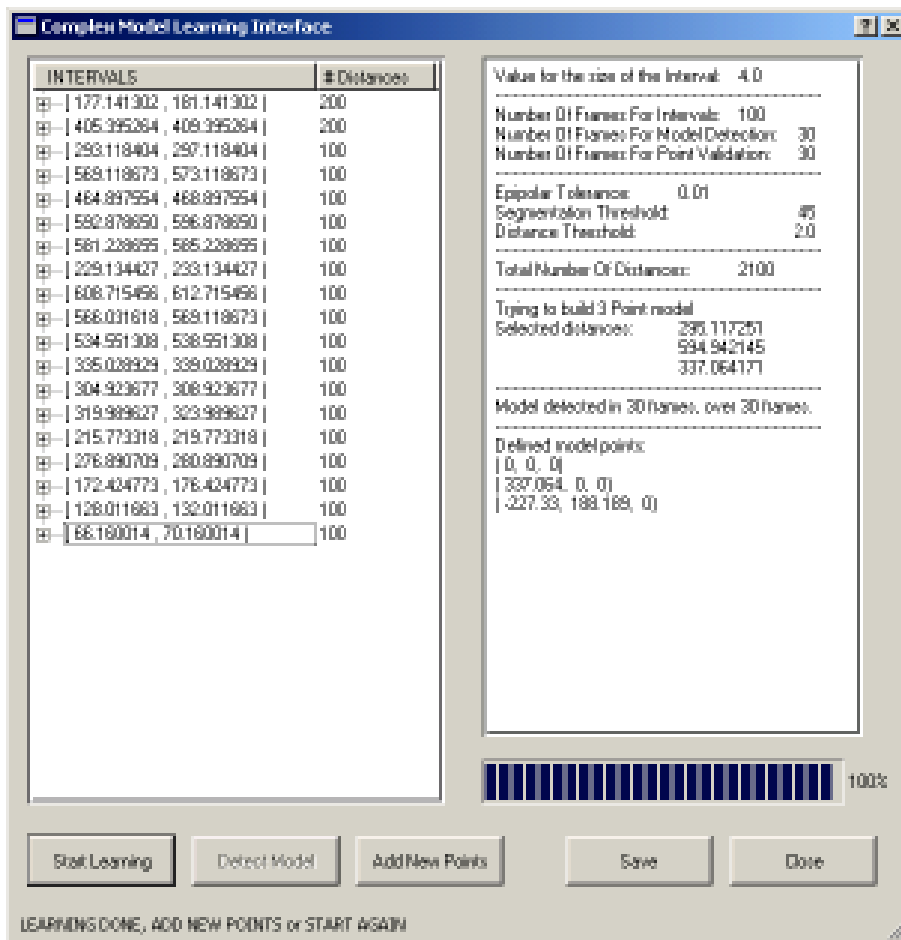 Complex Model Learning Interface
INTERVALS # Distances
[ 177.141302 , 181.141302 ] 200
[ 405.395264 , 409.395264 ] 200
[ 293.118404 , 297.118404 ] 100
[ 569.118673 , 573.118673 ] 100
[ 464.897554 , 468.897554 ] 100
[ 592.878650 , 596.878650 ] 100
[ 581.228655 , 585.228655 ] 100
[ 229.134427 , 233.134427 ] 100
[ 608.715456 , 612.715456 ] 100
[ 566.031618 , 569.118673 ] 100
[ 534.551308 , 538.551308 ] 100
[ 335.028929 , 339.028929 ] 100
[ 304.923677 , 308.923677 ] 100
[ 319.989627 , 323.989627 ] 100
[ 215.773318 , 219.773318 ] 100
[ 276.890709 , 280.890709 ] 100
[ 172.424773 , 176.424773 ] 100
[ 128.011663 , 132.011663 ] 100
[ 66.160014 , 70.160014 ] 100
Value for the size of the Interval: 4.0
Number Of Frames For Intervals: 100
Number Of Frames For Model Detection: 30
Number Of Frames For Point Validation: 30
Epipolar Tolerance: 0.01
Segmentation Threshold: 45
Distance Threshold: 2.0
Total Number Of Distances: 2100
Trying to build 3 Point model
Selected distances: 295.117251
594.942145
337.064171
Model detected in 30 frames, over 30 frames.
Defined model points:
( 0, 0, 0)
( 337.064, 0, 0)
( -227.33, 188.189, 0)
100%
Start Learning
Detect Model
Add New Points
Save
Close
LEARNING DONE, ADD NEW POINTS or START AGAIN